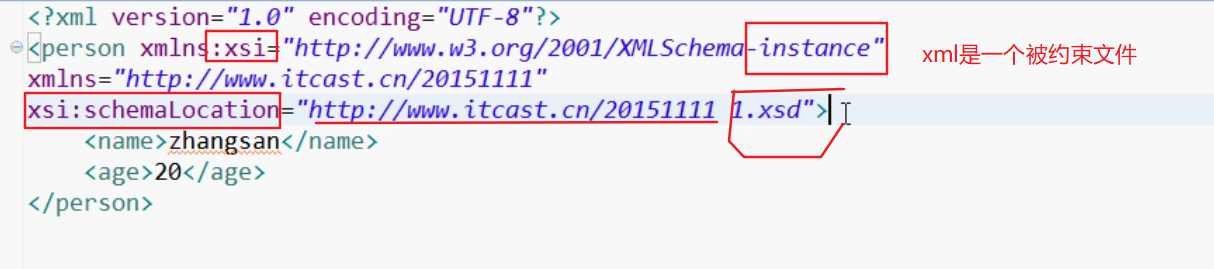 <?xml version="1.0" encoding="UTF-8"?>
<person xmlns:xsi="http://www.w3.org/2001/XMLSchema-instance"
xml是一个被约束文件
xmlns="http://www.itcast.cn/20151111"
xsi:schemaLocation="http://www.itcast.cn/20151111 1.xsd">
<name>zhangsan</name>
<age>20</age>
</person>